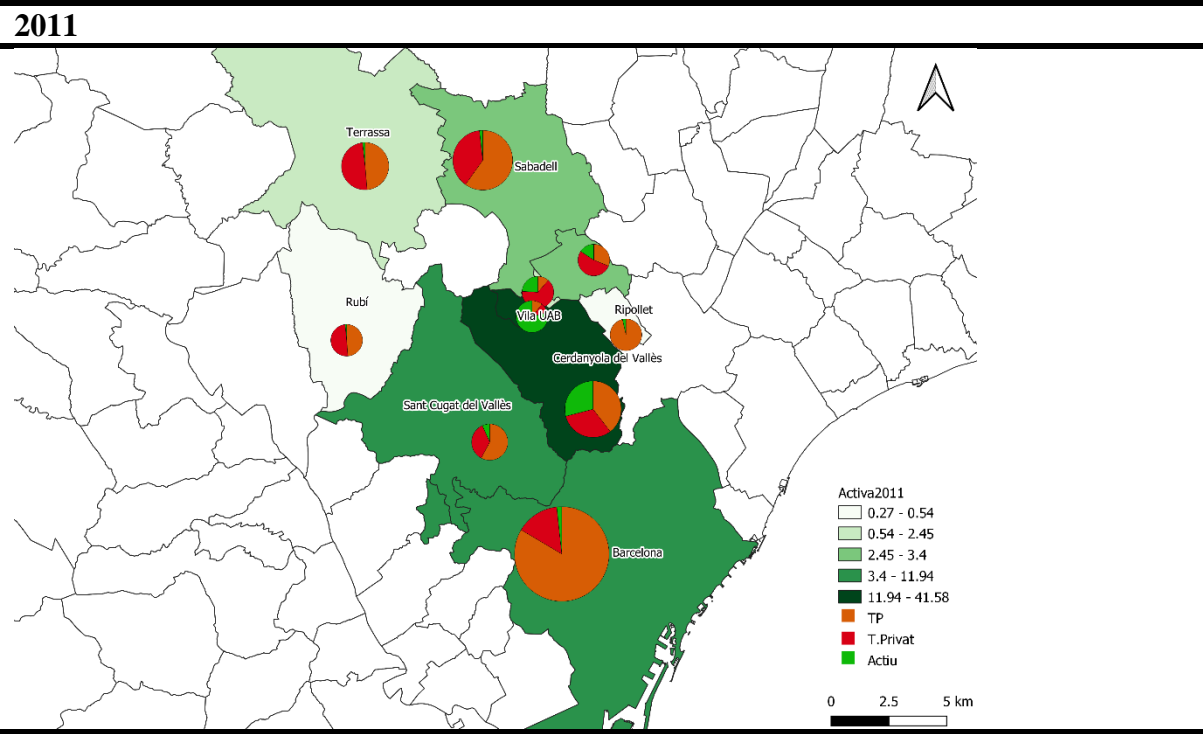 2011
Terrassa
Sabadell
Rubí
Vila UAB
Ripollet
Cerdanyola del Vallès
Sant Cugat del Vallès
Barcelona
Activa2011
0.27 - 0.54
0.54 - 2.45
2.45 - 3.4
3.4 - 11.94
11.94 - 41.58
TP
T.Privat
Actiu
0 2.5 5 km